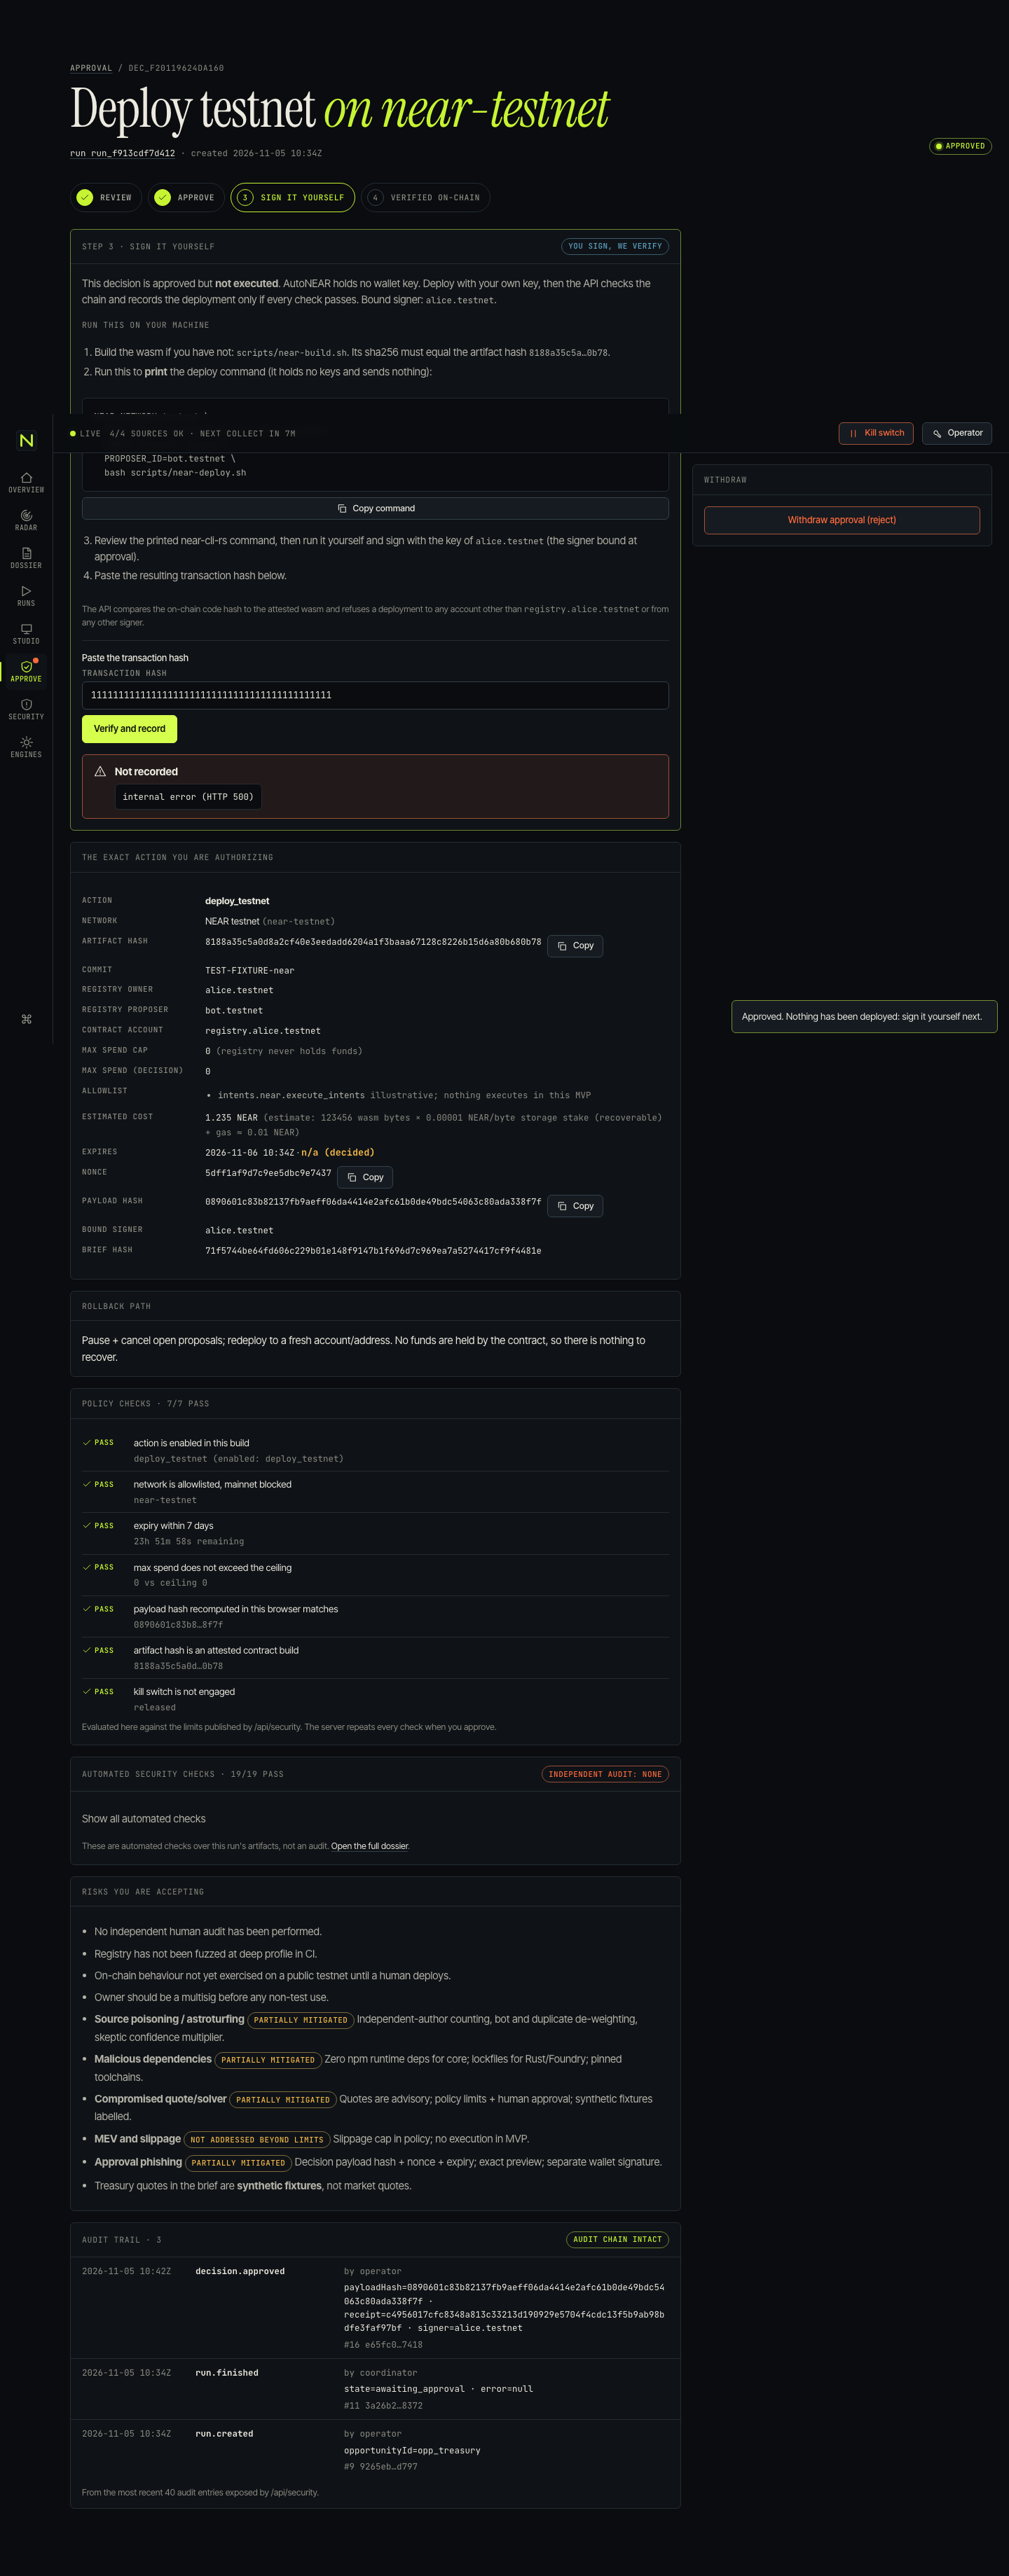 APPROVAL / DEC_F20119624DA160
Deploy testnet on near-testnet
run run_f913cdf7d412 · created 2026-11-05 10:34Z
APPROVED
REVIEW
APPROVE
3 SIGN IT YOURSELF
4 VERIFIED ON-CHAIN
STEP 3 · SIGN IT YOURSELF
YOU SIGN, WE VERIFY
This decision is approved but not executed. AutoNEAR holds no wallet key. Deploy with your own key, then the API checks the
chain and records the deployment only if every check passes. Bound signer: alice.testnet.
RUN THIS ON YOUR MACHINE
1. Build the wasm if you have not: scripts/near-build.sh. Its sha256 must equal the artifact hash 8188a35c5a…0b78.
2. Run this to print the deploy command (it holds no keys and sends nothing):
N
LIVE 4/4 SOURCES OK · NEXT COLLECT IN 7M
Kill switch
Operator
PROPOSER_ID=bot.testnet \
bash scripts/near-deploy.sh
Copy command
OVERVIEW
RADAR
DOSSIER
RUNS
STUDIO
APPROVE
SECURITY
ENGINES
⌘
WITHDRAW
Withdraw approval (reject)
3. Review the printed near-cli-rs command, then run it yourself and sign with the key of alice.testnet (the signer bound at
approval).
4. Paste the resulting transaction hash below.
The API compares the on-chain code hash to the attested wasm and refuses a deployment to any account other than registry.alice.testnet or from
any other signer.
Paste the transaction hash
TRANSACTION HASH
11111111111111111111111111111111111111111111
Verify and record
Not recorded
internal error (HTTP 500)
THE EXACT ACTION YOU ARE AUTHORIZING
ACTION deploy_testnet
NETWORK NEAR testnet (near-testnet)
ARTIFACT HASH 8188a35c5a0d8a2cf40e3eedadd6204a1f3baaa67128c8226b15d6a80b680b78 Copy
COMMIT TEST-FIXTURE-near
REGISTRY OWNER alice.testnet
REGISTRY PROPOSER bot.testnet
CONTRACT ACCOUNT registry.alice.testnet
MAX SPEND CAP 0 (registry never holds funds)
MAX SPEND (DECISION) 0
ALLOWLIST • intents.near.execute_intents illustrative; nothing executes in this MVP
ESTIMATED COST 1.235 NEAR (estimate: 123456 wasm bytes × 0.00001 NEAR/byte storage stake (recoverable)
+ gas ≈ 0.01 NEAR)
EXPIRES 2026-11-06 10:34Z · n/a (decided)
NONCE 5dff1af9d7c9ee5dbc9e7437 Copy
PAYLOAD HASH 0890601c83b82137fb9aeff06da4414e2afc61b0de49bdc54063c80ada338f7f Copy
BOUND SIGNER alice.testnet
BRIEF HASH 71f5744be64fd606c229b01e148f9147b1f696d7c969ea7a5274417cf9f4481e
Approved. Nothing has been deployed: sign it yourself next.
ROLLBACK PATH
Pause + cancel open proposals; redeploy to a fresh account/address. No funds are held by the contract, so there is nothing to
recover.
POLICY CHECKS · 7/7 PASS
PASS action is enabled in this build
deploy_testnet (enabled: deploy_testnet)
PASS network is allowlisted, mainnet blocked
near-testnet
PASS expiry within 7 days
23h 51m 58s remaining
PASS max spend does not exceed the ceiling
0 vs ceiling 0
PASS payload hash recomputed in this browser matches
0890601c83b8…8f7f
PASS artifact hash is an attested contract build
8188a35c5a0d…0b78
PASS kill switch is not engaged
released
Evaluated here against the limits published by /api/security. The server repeats every check when you approve.
AUTOMATED SECURITY CHECKS · 19/19 PASS
INDEPENDENT AUDIT: NONE
Show all automated checks
These are automated checks over this run's artifacts, not an audit. Open the full dossier.
RISKS YOU ARE ACCEPTING
• No independent human audit has been performed.
• Registry has not been fuzzed at deep profile in CI.
• On-chain behaviour not yet exercised on a public testnet until a human deploys.
• Owner should be a multisig before any non-test use.
• Source poisoning / astroturfing PARTIALLY MITIGATED Independent-author counting, bot and duplicate de-weighting,
skeptic confidence multiplier.
• Malicious dependencies PARTIALLY MITIGATED Zero npm runtime deps for core; lockfiles for Rust/Foundry; pinned
toolchains.
• Compromised quote/solver PARTIALLY MITIGATED Quotes are advisory; policy limits + human approval; synthetic fixtures
labelled.
• MEV and slippage NOT ADDRESSED BEYOND LIMITS Slippage cap in policy; no execution in MVP.
• Approval phishing PARTIALLY MITIGATED Decision payload hash + nonce + expiry; exact preview; separate wallet signature.
• Treasury quotes in the brief are synthetic fixtures, not market quotes.
AUDIT TRAIL · 3
AUDIT CHAIN INTACT
2026-11-05 10:42Z decision.approved by operator
payloadHash=0890601c83b82137fb9aeff06da4414e2afc61b0de49bdc54
063c80ada338f7f ·
receipt=c4956017cfc8348a813c33213d190929e5704f4cdc13f5b9ab98b
dfe3faf97bf · signer=alice.testnet
#16 e65fc0…7418
2026-11-05 10:34Z run.finished by coordinator
state=awaiting_approval · error=null
#11 3a26b2…8372
2026-11-05 10:34Z run.created by operator
opportunityId=opp_treasury
#9 9265eb…d797
From the most recent 40 audit entries exposed by /api/security.